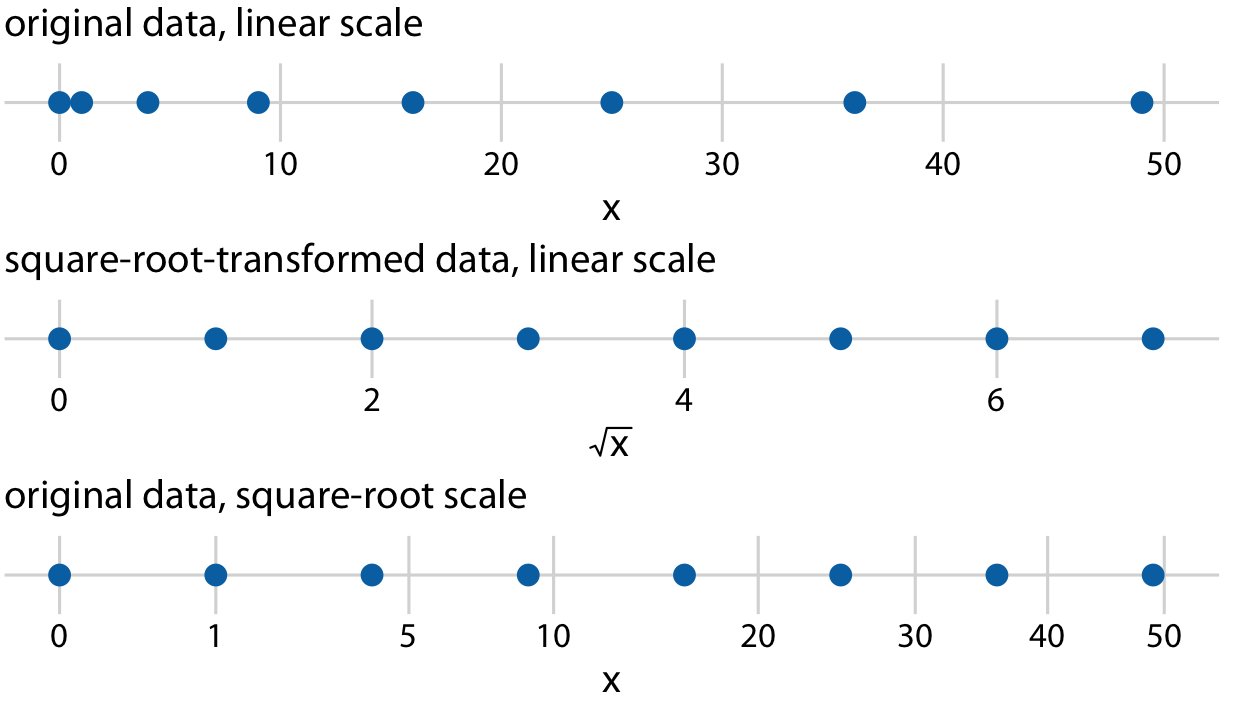 original data, linear scale
0 10 20 30 40 50
x
square-root-transformed data, linear scale
0 2 4 6
√x
original data, square-root scale
0 1 5 10 20 30 40 50
x